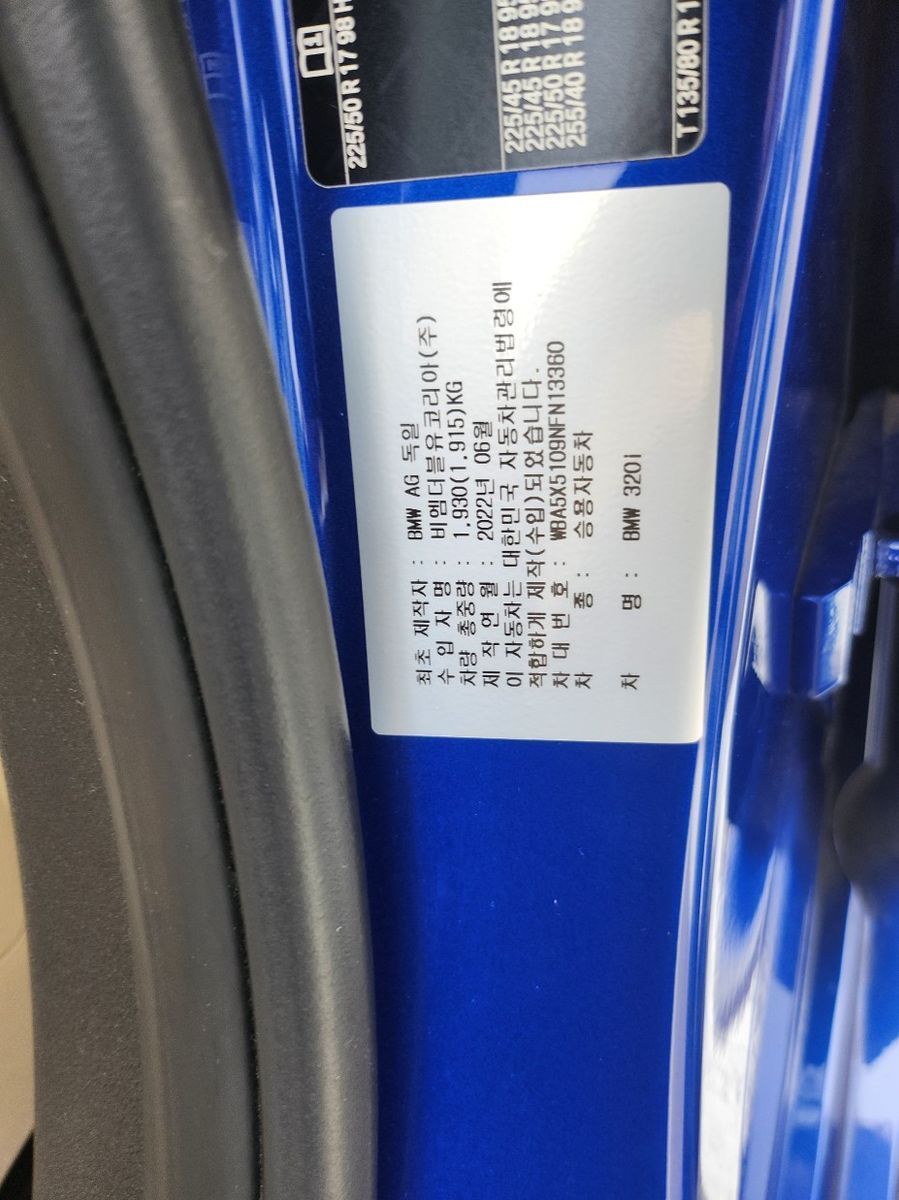 225/50 R 17 98 H
225/45 R 18 95
225/45 R 18 95
225/50 R 17 9
255/40 R 18 9
T 135/80 R 1
최초 제작자 : BMW AG 독일
수 입 자 명 : 비엠더블유코리아(주)
차량 총중량 : 1.930(1.915)KG
제 작 연 월 : 2022년 06월
이 자동차는 대한민국 자동차관리법령에
적합하게 제작(수입)되었습니다.
차 대 번 호 : WBA5X5109NFN13360
차 종 : 승용자동차
차 명 : BMW 320i